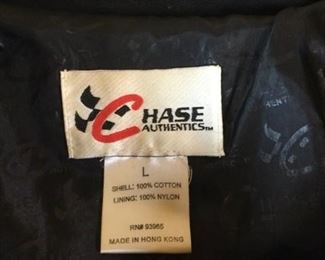 CHASE
AUTHENTICS™
L
SHELL: 100% COTTON
LINING: 100% NYLON
RN# 93965
MADE IN HONG KONG